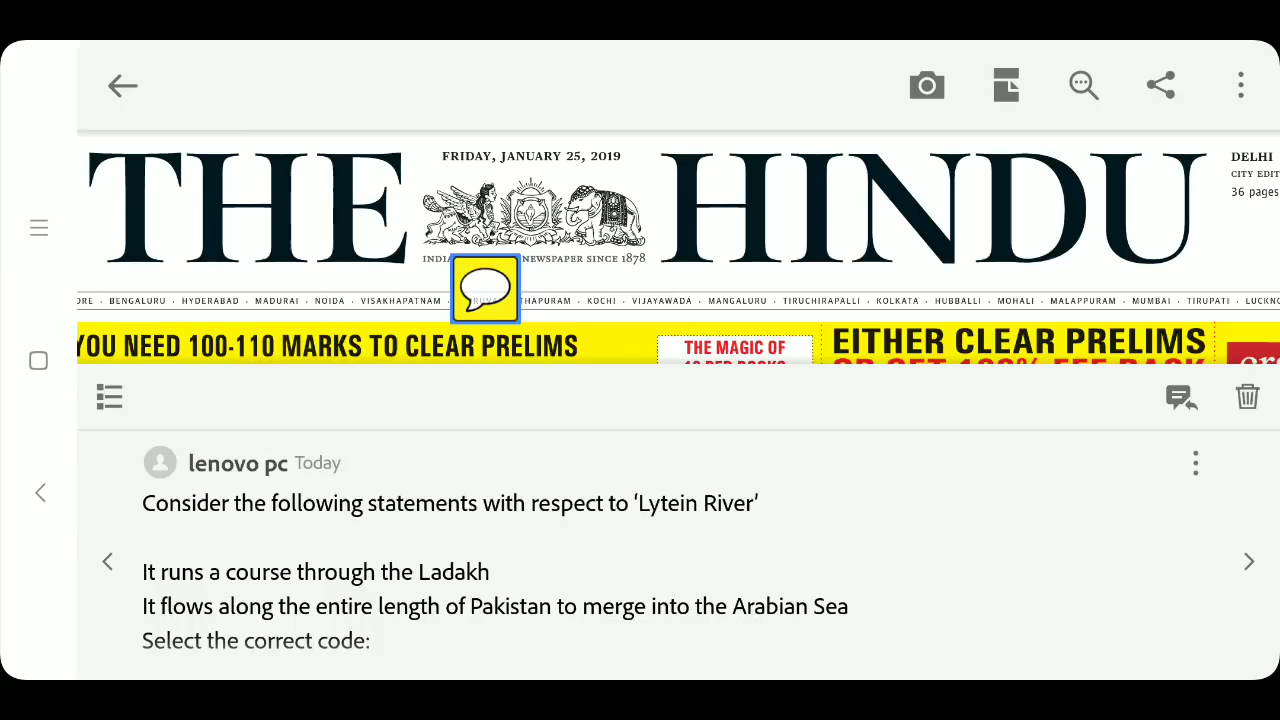 FRIDAY, JANUARY 25, 2019
THE HINDU
DELHI
CITY EDIT
36 pages
INDIA NEWSPAPER SINCE 1878
ORE · BENGALURU · HYDERABAD · MADURAI · NOIDA · VISAKHAPATNAM · THAPURAM · KOCHI · VIJAYAWADA · MANGALURU · TIRUCHIRAPALLI · KOLKATA · HUBBALLI · MOHALI · MALAPPURAM · MUMBAI · TIRUPATI · LUCKNO
YOU NEED 100-110 MARKS TO CLEAR PRELIMS
THE MAGIC OF
EITHER CLEAR PRELIMS
lenovo pc Today
Consider the following statements with respect to ‘Lytein River’
It runs a course through the Ladakh
It flows along the entire length of Pakistan to merge into the Arabian Sea
Select the correct code: